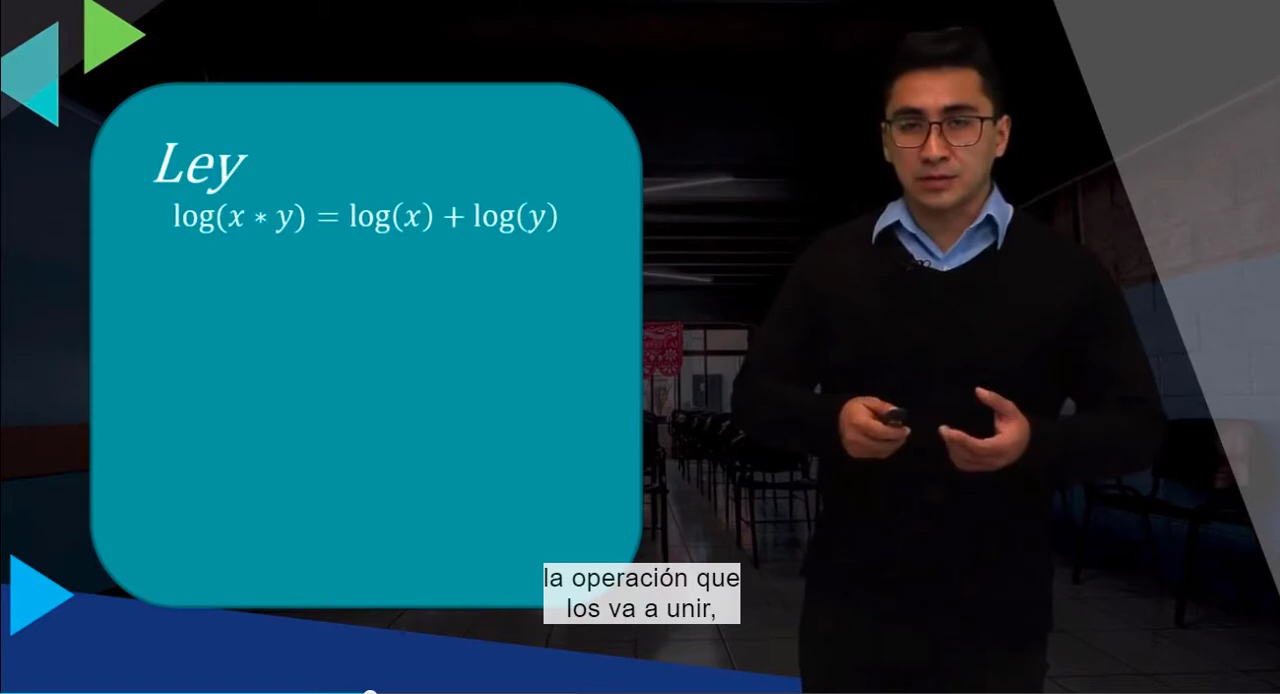 Ley
log(x * y) = log(x) + log(y)
la operación que
los va a unir,